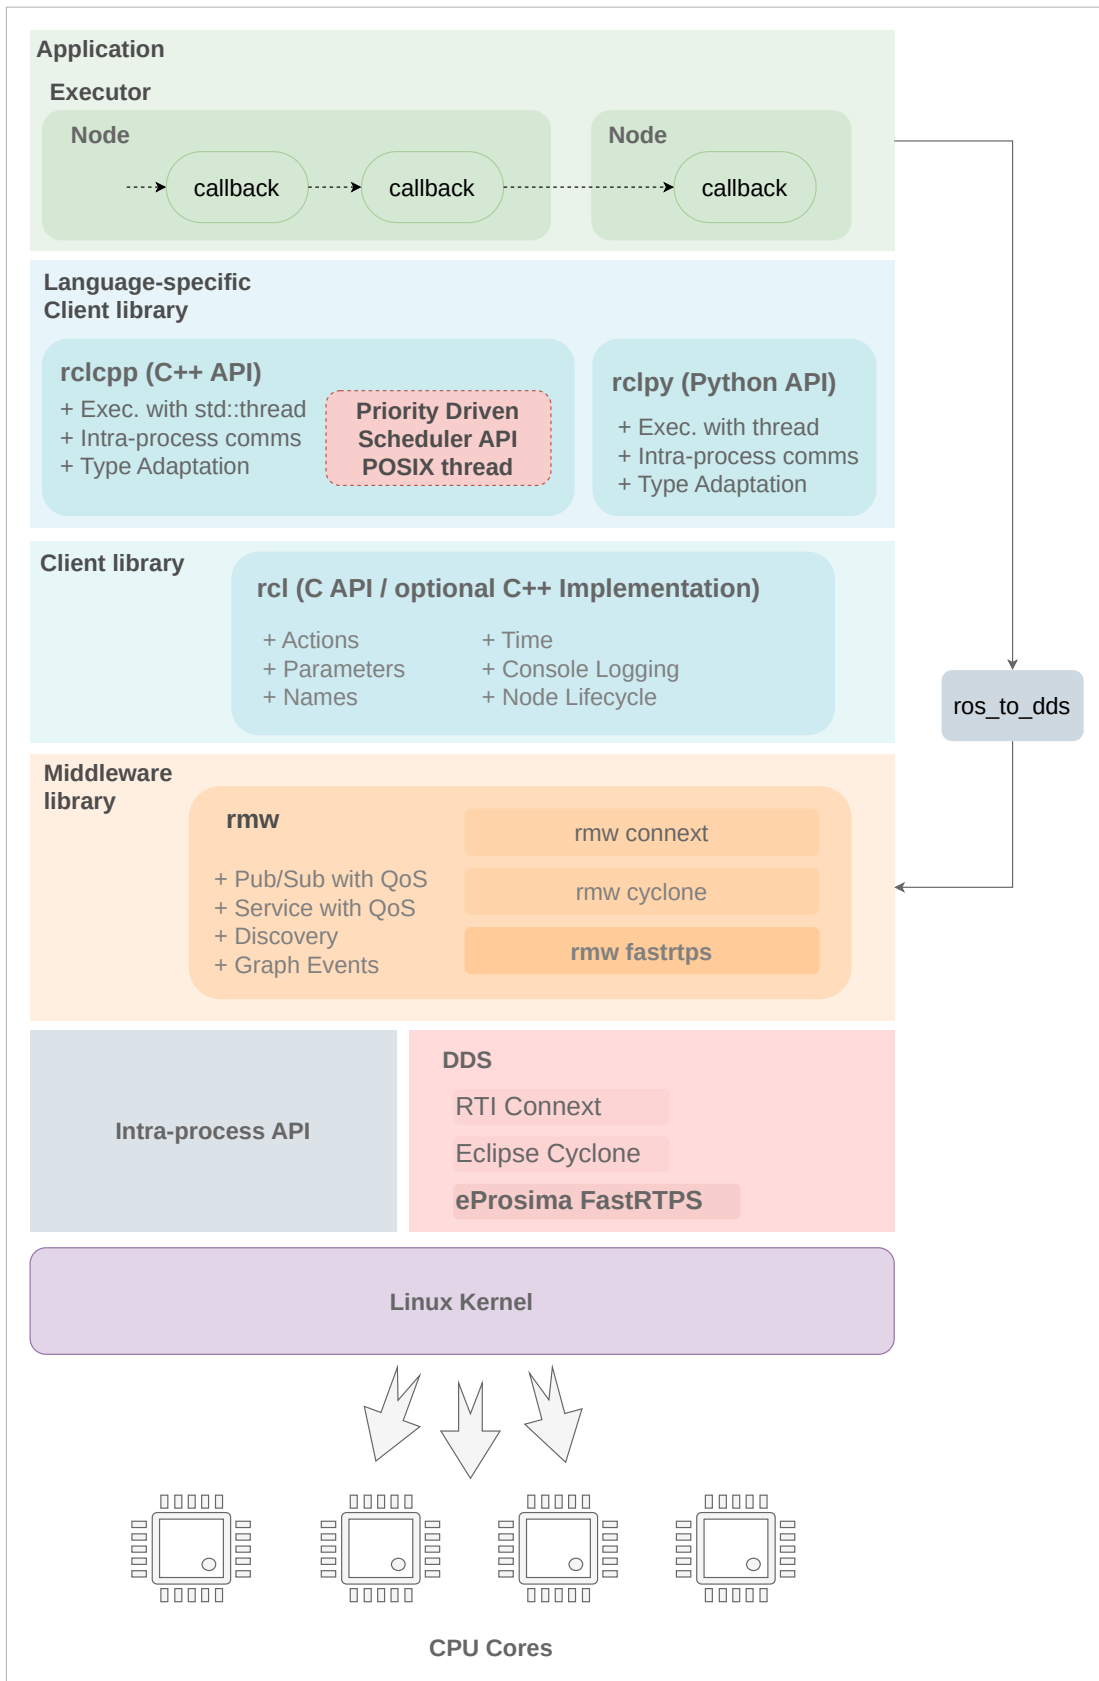 Application
Executor
Node
callback
callback
Node
callback
Language-specific
Client library
rclcpp (C++ API)
+ Exec. with std::thread
+ Intra-process comms
+ Type Adaptation
Priority Driven
Scheduler API
POSIX thread
rclpy (Python API)
+ Exec. with thread
+ Intra-process comms
+ Type Adaptation
Client library
rcl (C API / optional C++ Implementation)
+ Actions
+ Parameters
+ Names
+ Time
+ Console Logging
+ Node Lifecycle
ros_to_dds
Middleware
library
rmw
+ Pub/Sub with QoS
+ Service with QoS
+ Discovery
+ Graph Events
rmw connext
rmw cyclone
rmw fastrtps
Intra-process API
DDS
RTI Connext
Eclipse Cyclone
eProsima FastRTPS
Linux Kernel
CPU Cores